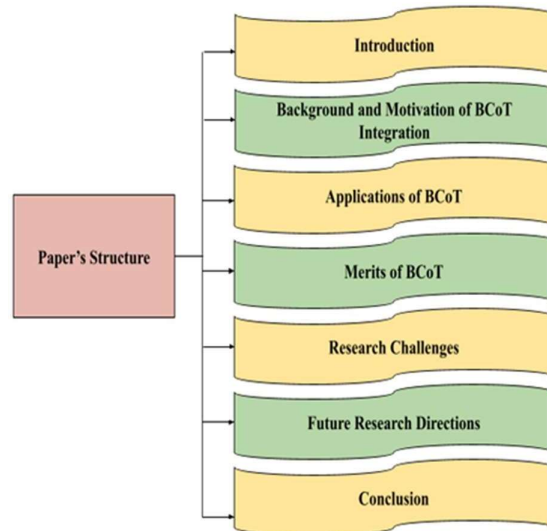 Introduction
Background and Motivation of BCoT
Integration
Applications of BCoT
Paper's Structure
Merits of BCoT
Research Challenges
Future Research Directions
Conclusion